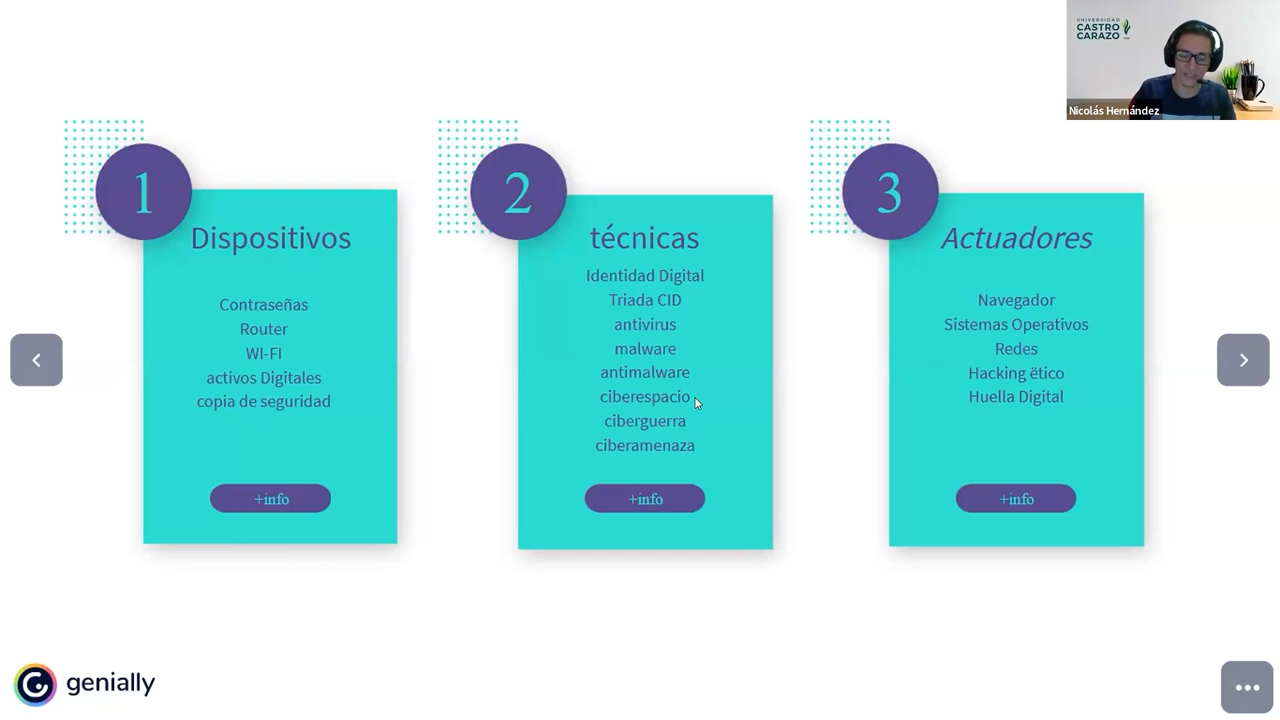 UNIVERSIDAD
CASTRO
CARAZO
Nicolás Hernández
1
Dispositivos
Contraseñas
Router
WI-FI
activos Digitales
copia de seguridad
+info
2
técnicas
Identidad Digital
Triada CID
antivirus
malware
antimalware
ciberespacio
ciberguerra
ciberamenaza
+info
3
Actuadores
Navegador
Sistemas Operativos
Redes
Hacking ëtico
Huella Digital
+info
genially